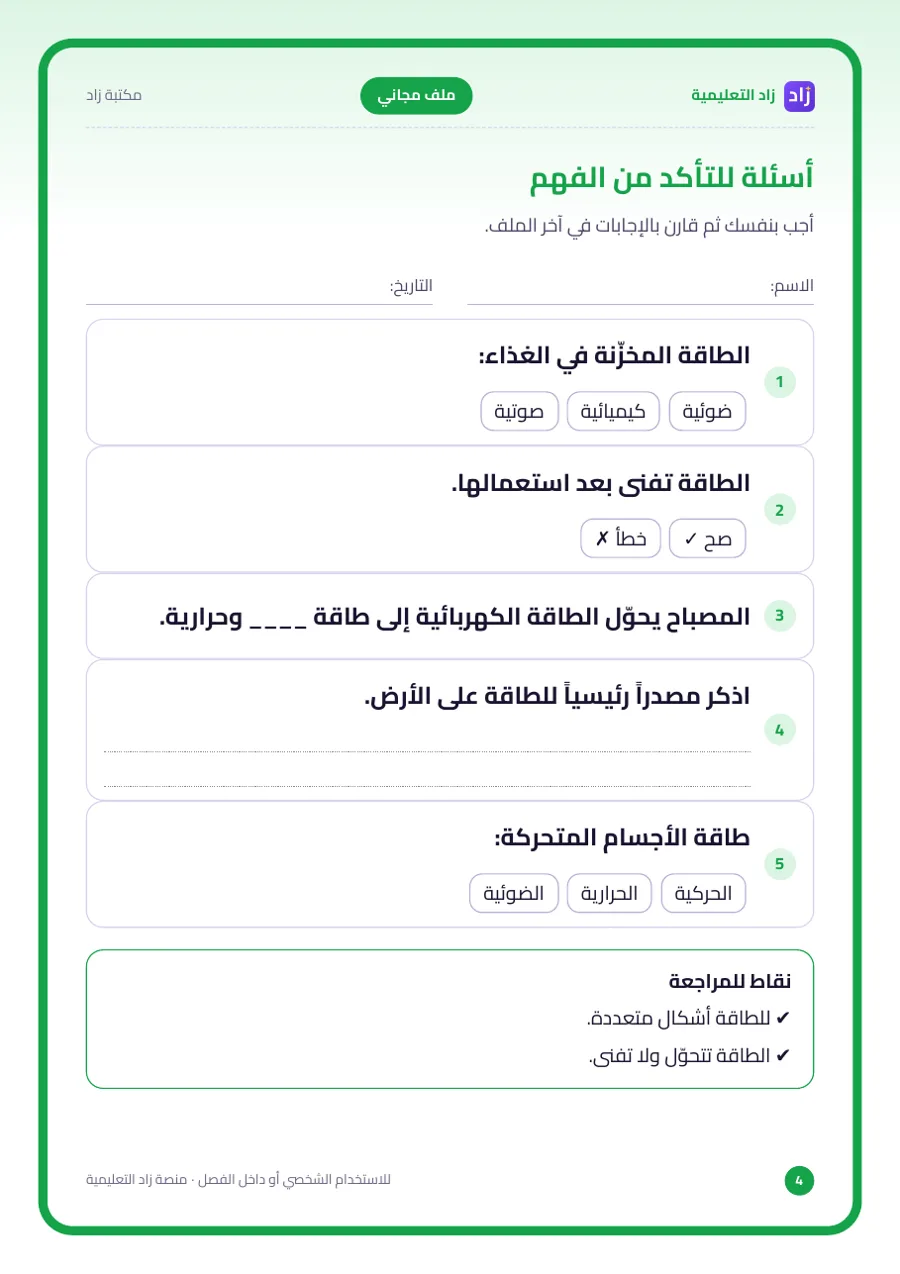 زاد زاد التعليمية
ملف مجاني
مكتبة زاد
أسئلة للتأكد من الفهم
أجب بنفسك ثم قارن بالإجابات في آخر الملف.
الاسم:
التاريخ:
1
الطاقة المخزّنة في الغذاء:
ضوئية كيميائية صوتية
2
الطاقة تفنى بعد استعمالها.
صح ✓ خطأ ✗
3
المصباح يحوّل الطاقة الكهربائية إلى طاقة ____ وحرارية.
4
اذكر مصدراً رئيسياً للطاقة على الأرض.
5
طاقة الأجسام المتحركة:
الحركية الحرارية الضوئية
نقاط للمراجعة
✔ للطاقة أشكال متعددة.
✔ الطاقة تتحوّل ولا تفنى.
4
للاستخدام الشخصي أو داخل الفصل · منصة زاد التعليمية